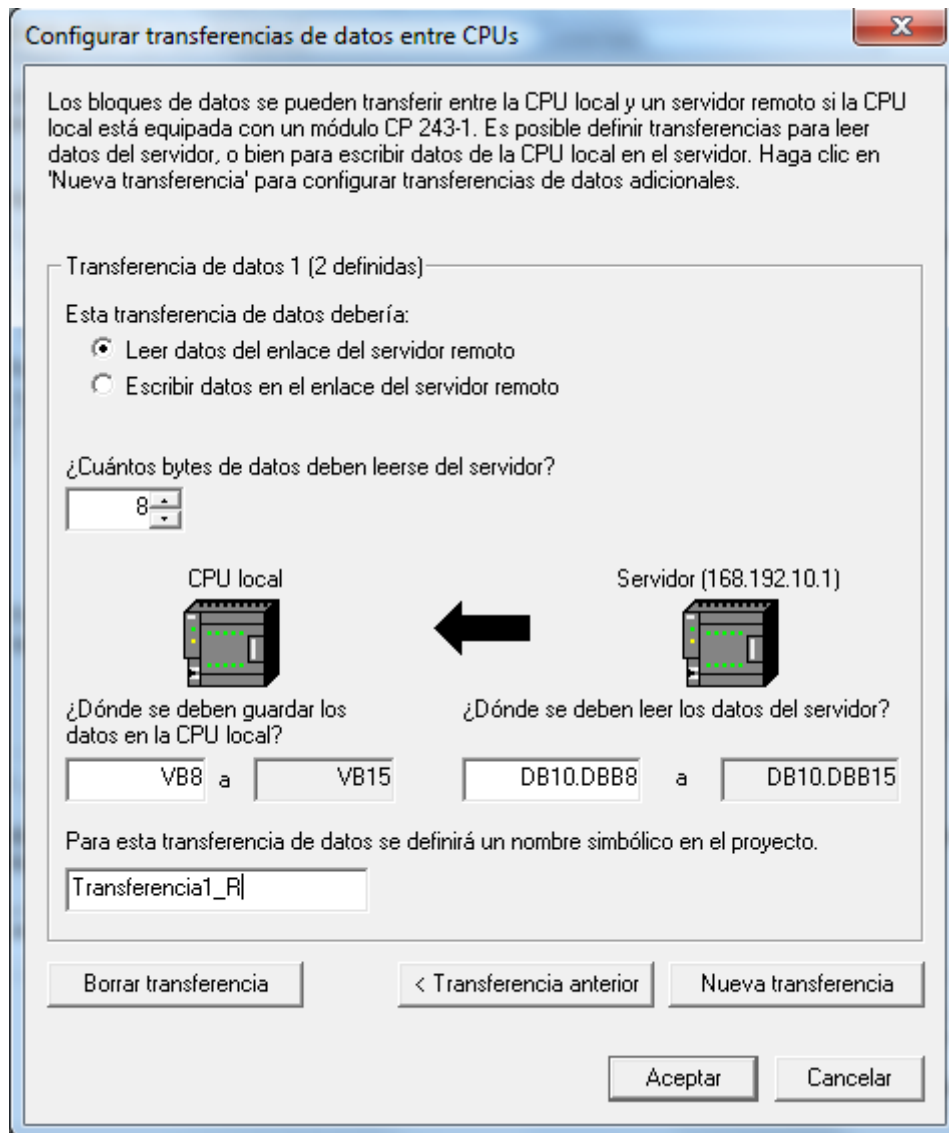 Configurar transferencias de datos entre CPUs
Los bloques de datos se pueden transferir entre la CPU local y un servidor remoto si la CPU
local está equipada con un módulo CP 243-1. Es posible definir transferencias para leer
datos del servidor, o bien para escribir datos de la CPU local en el servidor. Haga clic en
'Nueva transferencia' para configurar transferencias de datos adicionales.
Transferencia de datos 1 (2 definidas)
Esta transferencia de datos debería:
Leer datos del enlace del servidor remoto
Escribir datos en el enlace del servidor remoto
¿Cuántos bytes de datos deben leerse del servidor?
8
CPU local Servidor (168.192.10.1)
¿Dónde se deben guardar los ¿Dónde se deben leer los datos del servidor?
datos en la CPU local?
VB8 a VB15 DB10.DBB8 a DB10.DBB15
Para esta transferencia de datos se definirá un nombre simbólico en el proyecto.
Transferencia1_R
Borrar transferencia < Transferencia anterior Nueva transferencia
Aceptar Cancelar